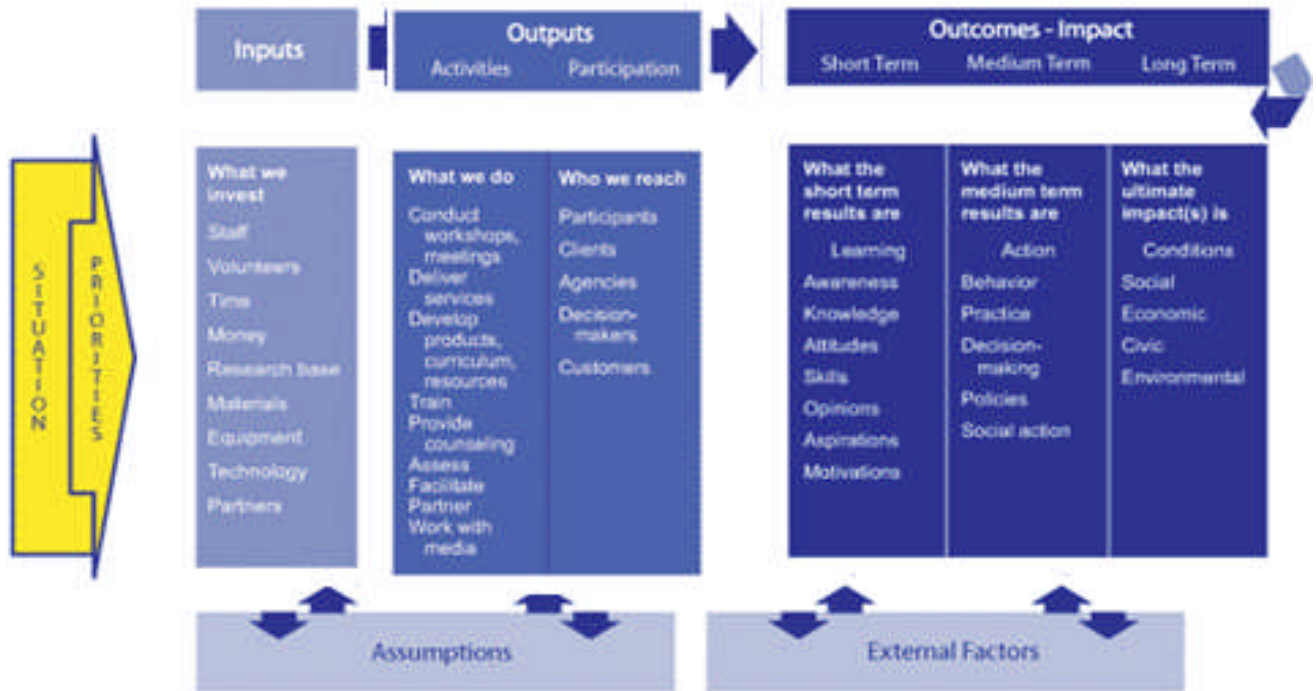 Inputs
Outputs
Activities Participation
Outcomes - Impact
Short Term Medium Term Long Term
SITUATION
PRIORITIES
What we
invest
Staff
Volunteers
Time
Money
Research base
Materials
Equipment
Technology
Partners
What we do
Conduct
workshops,
meetings
Deliver
services
Develop
products,
curriculum,
resources
Train
Provide
counseling
Assess
Facilitate
Partner
Work with
media
Who we reach
Participants
Clients
Agencies
Decision-
makers
Customers
What the
short term
results are
Learning
Awareness
Knowledge
Attitudes
Skills
Opinions
Aspirations
Motivations
What the
medium term
results are
Action
Behavior
Practice
Decision-
making
Policies
Social action
What the
ultimate
impact(s) is
Conditions
Social
Economic
Civic
Environmental
Assumptions
External Factors